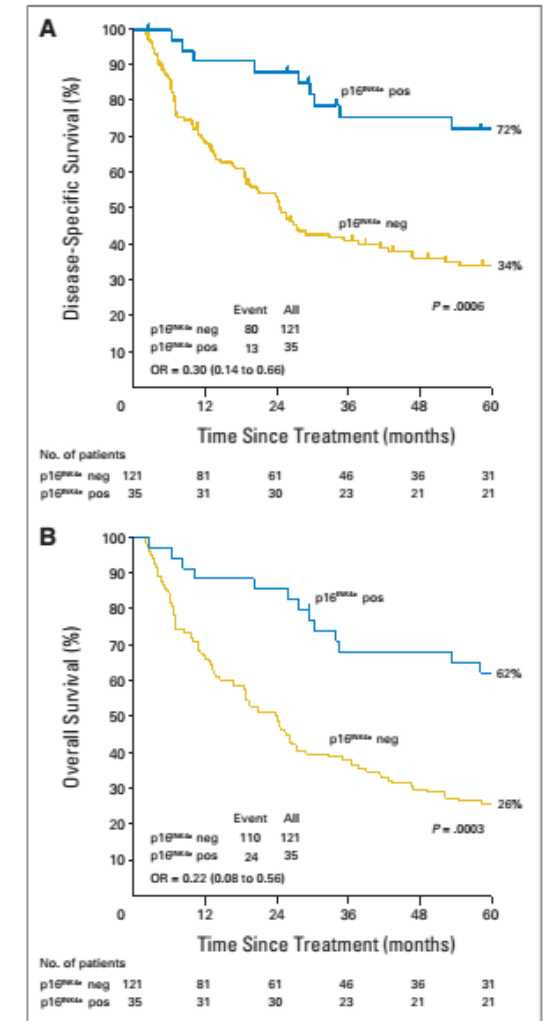 A
Disease-Specific Survival (%)
100
90
80
70
60
50
40
30
20
10
0
12
24
36
48
60
p16ᴵᴺᴷ⁴ᵃ pos
72%
p16ᴵᴺᴷ⁴ᵃ neg
34%
P = .0006
Event All
p16ᴵᴺᴷ⁴ᵃ neg 80 121
p16ᴵᴺᴷ⁴ᵃ pos 13 35
OR = 0.30 (0.14 to 0.66)
Time Since Treatment (months)
No. of patients
p16ᴵᴺᴷ⁴ᵃ neg 121 81 61 46 36 31
p16ᴵᴺᴷ⁴ᵃ pos 35 31 30 23 21 21
B
Overall Survival (%)
100
90
80
70
60
50
40
30
20
10
0
12
24
36
48
60
p16ᴵᴺᴷ⁴ᵃ pos
62%
p16ᴵᴺᴷ⁴ᵃ neg
26%
P = .0003
Event All
p16ᴵᴺᴷ⁴ᵃ neg 110 121
p16ᴵᴺᴷ⁴ᵃ pos 24 35
OR = 0.22 (0.08 to 0.56)
Time Since Treatment (months)
No. of patients
p16ᴵᴺᴷ⁴ᵃ neg 121 81 61 46 36 31
p16ᴵᴺᴷ⁴ᵃ pos 35 31 30 23 21 21